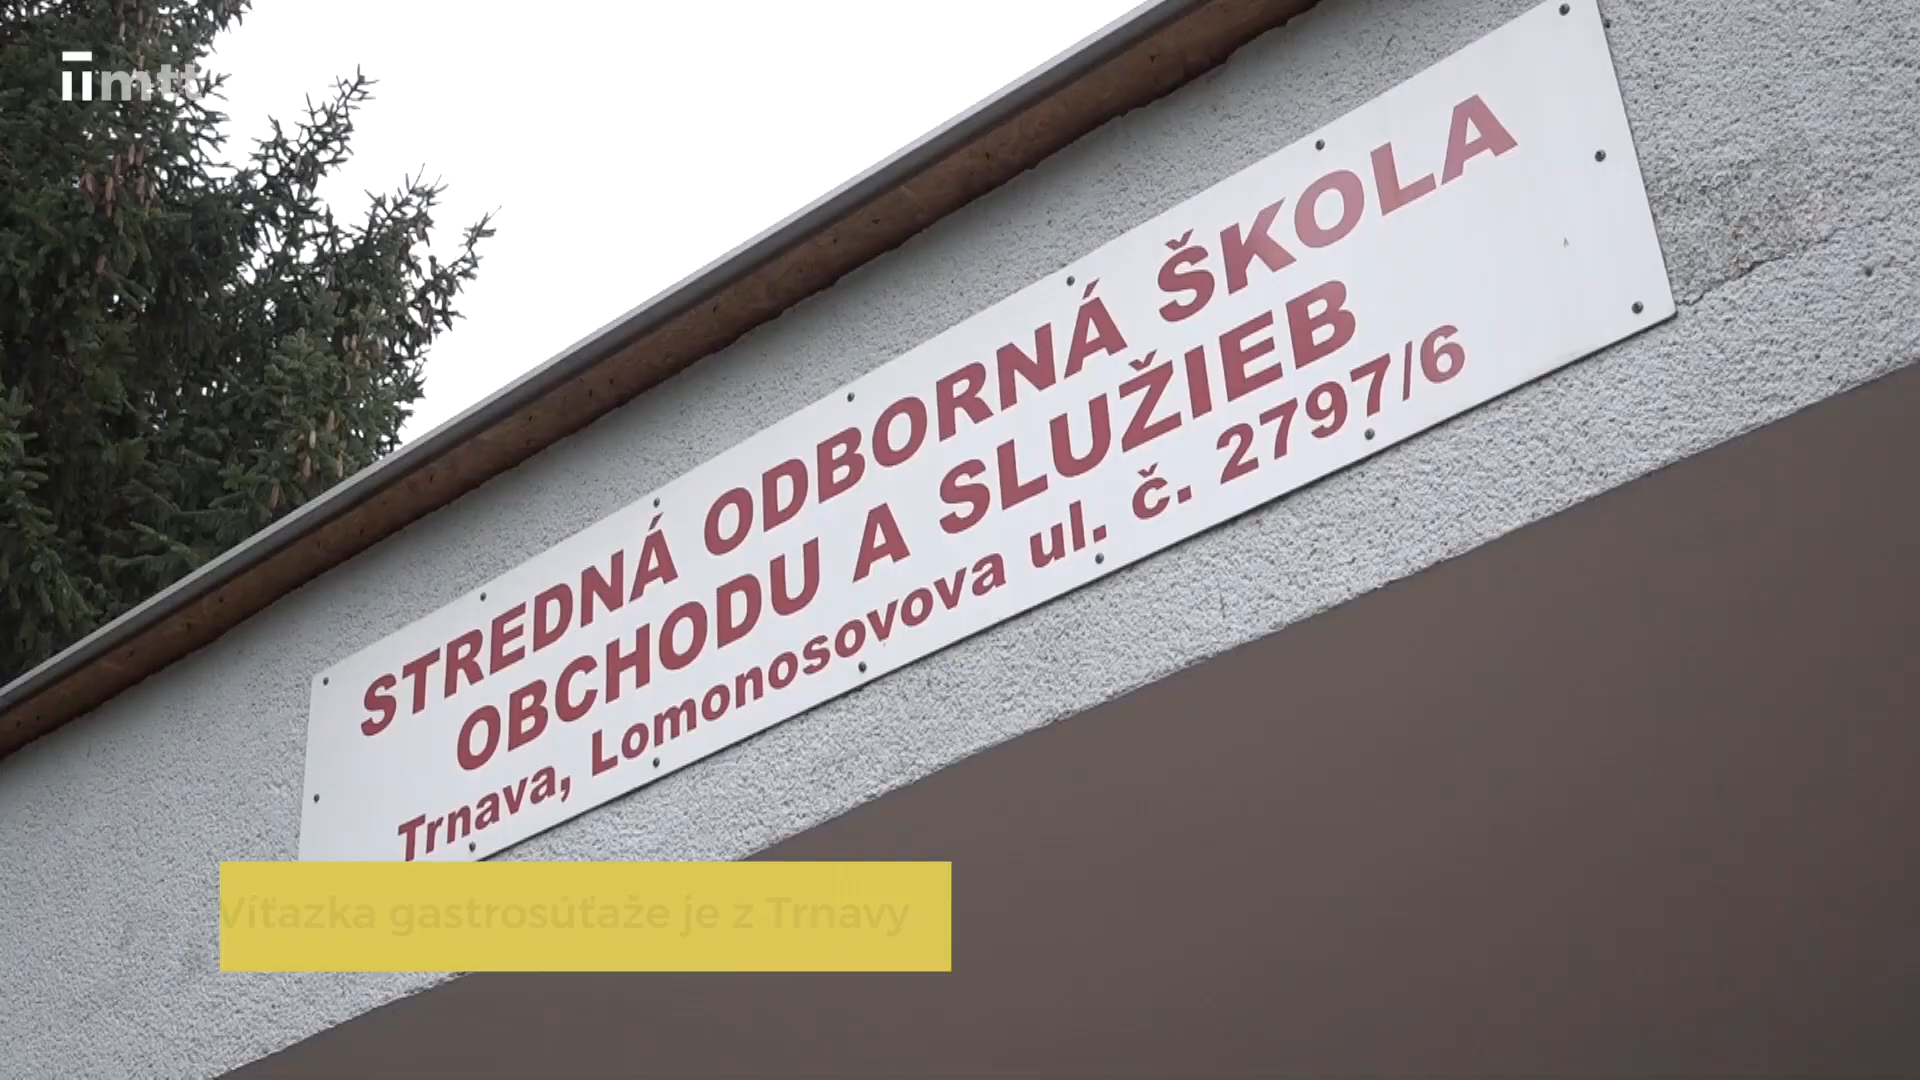 mtt
STREDNÁ ODBORNÁ ŠKOLA
OBCHODU A SLUŽIEB
Trnava, Lomonosovova ul. č. 2797/6
Víťazka gastrosúťaže je z Trnavy